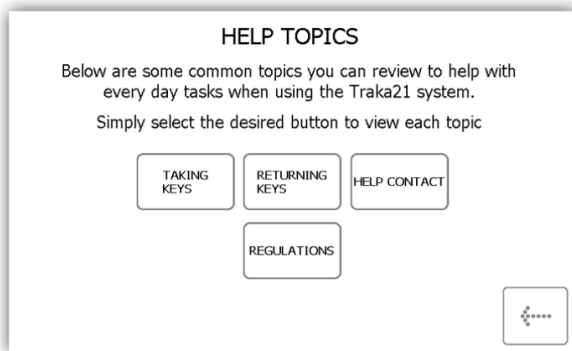 HELP TOPICS
Below are some common topics you can review to help with
every day tasks when using the Traka21 system.
Simply select the desired button to view each topic
TAKING
KEYS
RETURNING
KEYS
HELP CONTACT
REGULATIONS